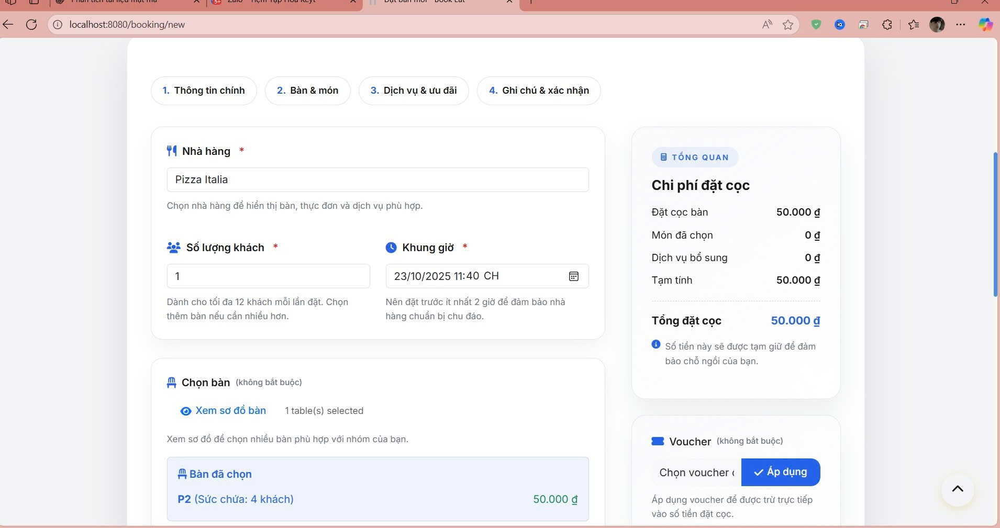 localhost:8080/booking/new
1. Thông tin chính
2. Bàn & món
3. Dịch vụ & ưu đãi
4. Ghi chú & xác nhận
Nhà hàng *
Pizza Italia
Chọn nhà hàng để hiển thị bàn, thực đơn và dịch vụ phù hợp.
Số lượng khách *
1
Dành cho tối đa 12 khách mỗi lần đặt. Chọn
thêm bàn nếu cần nhiều hơn.
Khung giờ *
23/10/2025 11:40 CH
Nên đặt trước ít nhất 2 giờ để đảm bảo nhà
hàng chuẩn bị chu đáo.
Chọn bàn (không bắt buộc)
Xem sơ đồ bàn 1 table(s) selected
Xem sơ đồ để chọn nhiều bàn phù hợp với nhóm của bạn.
Bàn đã chọn
P2 (Sức chứa: 4 khách) 50.000 ₫
TỔNG QUAN
Chi phí đặt cọc
Đặt cọc bàn 50.000 ₫
Món đã chọn 0 ₫
Dịch vụ bổ sung 0 ₫
Tạm tính 50.000 ₫
Tổng đặt cọc 50.000 ₫
Số tiền này sẽ được tạm giữ để đảm
bảo chỗ ngồi của bạn.
Voucher (không bắt buộc)
Chọn voucher
Áp dụng
Áp dụng voucher để được trừ trực tiếp
vào số tiền đặt cọc.